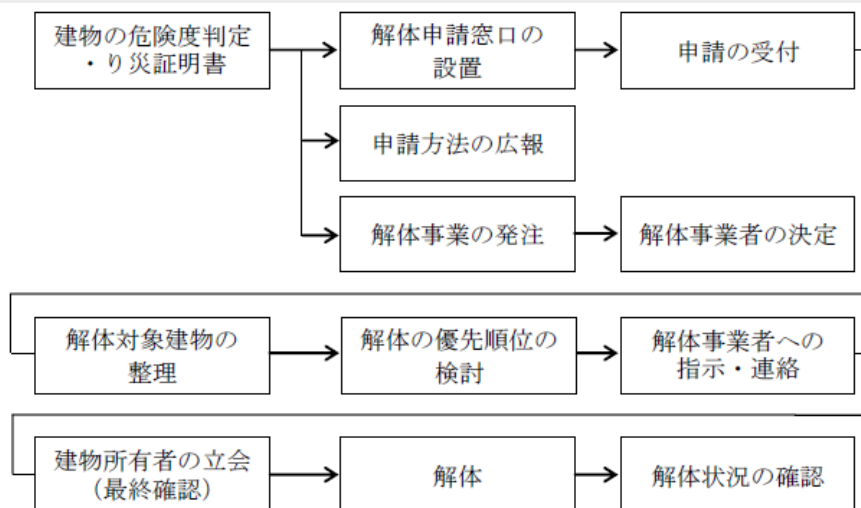 建物の危険度判定
・り災証明書
解体申請窓口の
設置
申請の受付
申請方法の広報
解体事業の発注
解体事業者の決定
解体対象建物の
整理
解体の優先順位の
検討
解体事業者への
指示・連絡
建物所有者の立会
（最終確認）
解体
解体状況の確認